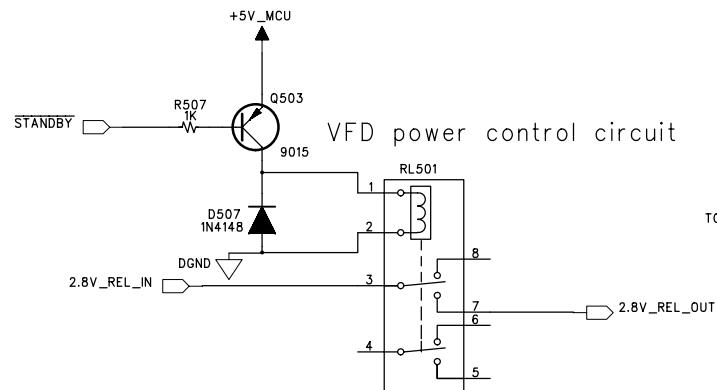 +5V_MCU
Q503
R507
1K
STANDBY
9015
VFD power control circuit
RL501
1
D507
1N4148
2
DGND
8
2.8V_REL_IN
3
7
2.8V_REL_OUT
6
4
5